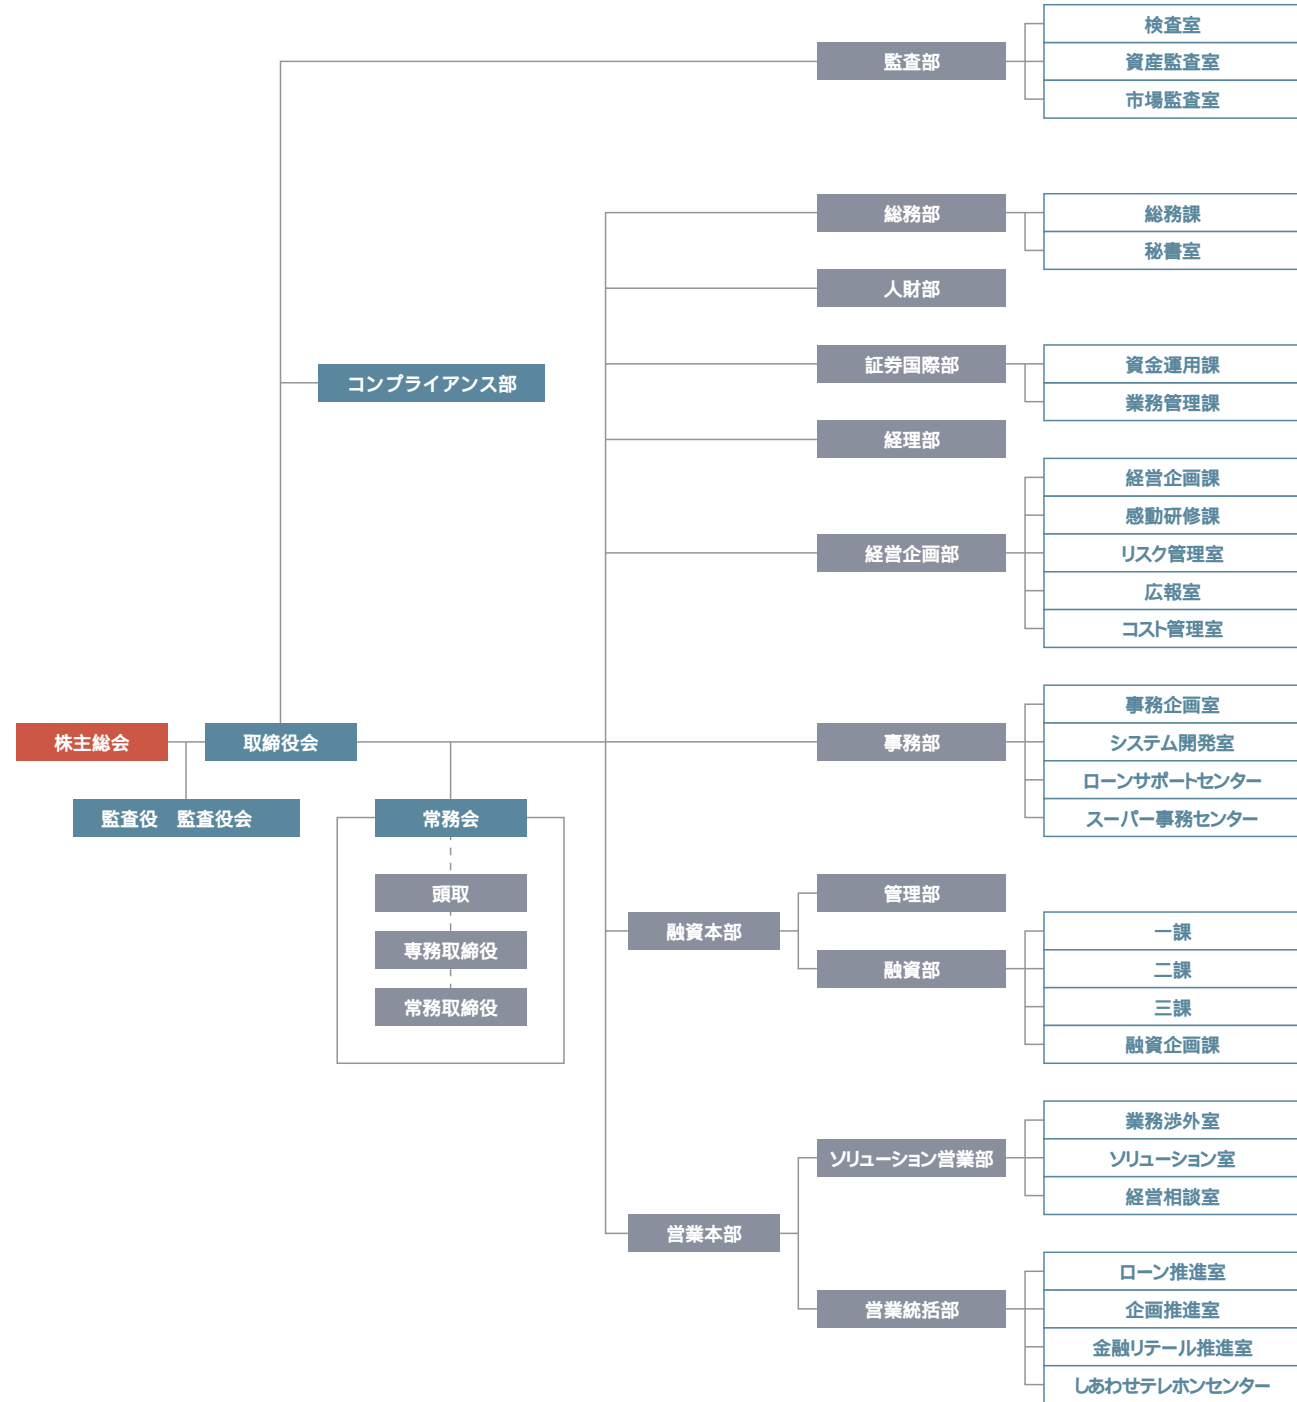 検査室
監査部
資産監査室
市場監査室
総務部
総務課
秘書室
人財部
コンプライアンス部
証券国際部
資金運用課
業務管理課
経理部
経営企画部
経営企画課
感動研修課
リスク管理室
広報室
コスト管理室
株主総会
取締役会
監査役　監査役会
常務会
頭取
専務取締役
常務取締役
事務部
事務企画室
システム開発室
ローンサポートセンター
スーパー事務センター
融資本部
管理部
融資部
一課
二課
三課
融資企画課
営業本部
ソリューション営業部
業務渉外室
ソリューション室
経営相談室
営業統括部
ローン推進室
企画推進室
金融リテール推進室
しあわせテレホンセンター